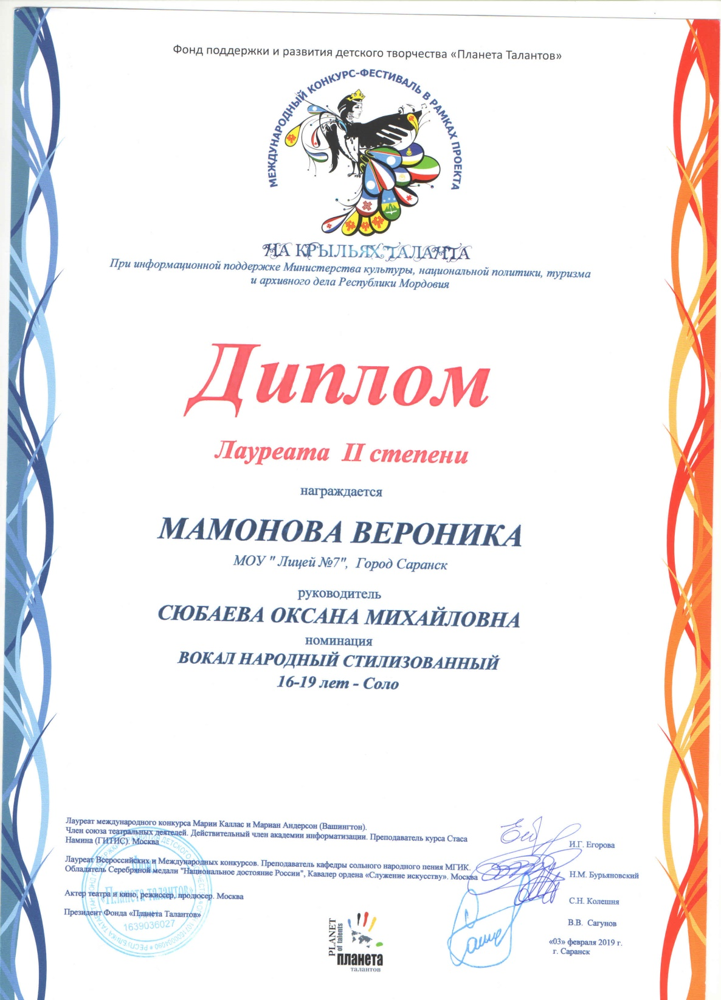 Фонд поддержки и развития детского творчества «Планета Талантов»
МЕЖДУНАРОДНЫЙ КОНКУРС-ФЕСТИВАЛЬ В РАМКАХ ПРОЕКТА
НА КРЫЛЬЯХ ТАЛАНТА
При информационной поддержке Министерства культуры, национальной политики, туризма
и архивного дела Республики Мордовия
Диплом
Лауреата II степени
награждается
МАМОНОВА ВЕРОНИКА
МОУ " Лицей №7", Город Саранск
руководитель
СЮБАЕВА ОКСАНА МИХАЙЛОВНА
номинация
ВОКАЛ НАРОДНЫЙ СТИЛИЗОВАННЫЙ
16-19 лет - Соло
Лауреат международного конкурса Марии Каллас и Мариан Андерсон (Вашингтон).
Член союза театральных деятелей. Действительный член академии информатизации. Преподаватель курса Стаса
Намина (ГИТИС). Москва
И.Г. Егорова
Лауреат Всероссийских и Международных конкурсов. Преподаватель кафедры сольного народного пения МГИК.
Обладатель Серебряной медали "Национальное достояние России", Кавалер ордена «Служение искусству». Москва
Н.М. Бурьяновский
Актер театра и кино, режиссер, продюсер. Москва
С.Н. Колешня
Президент Фонда «Планета Талантов»
В.В. Сагунов
«03» февраля 2019 г.
г. Саранск
Фонд
«Планета талантов»
1639036027
РЕСПУБЛИКА ТАТАРСТАН
PLANET
of talents
планета
талантов